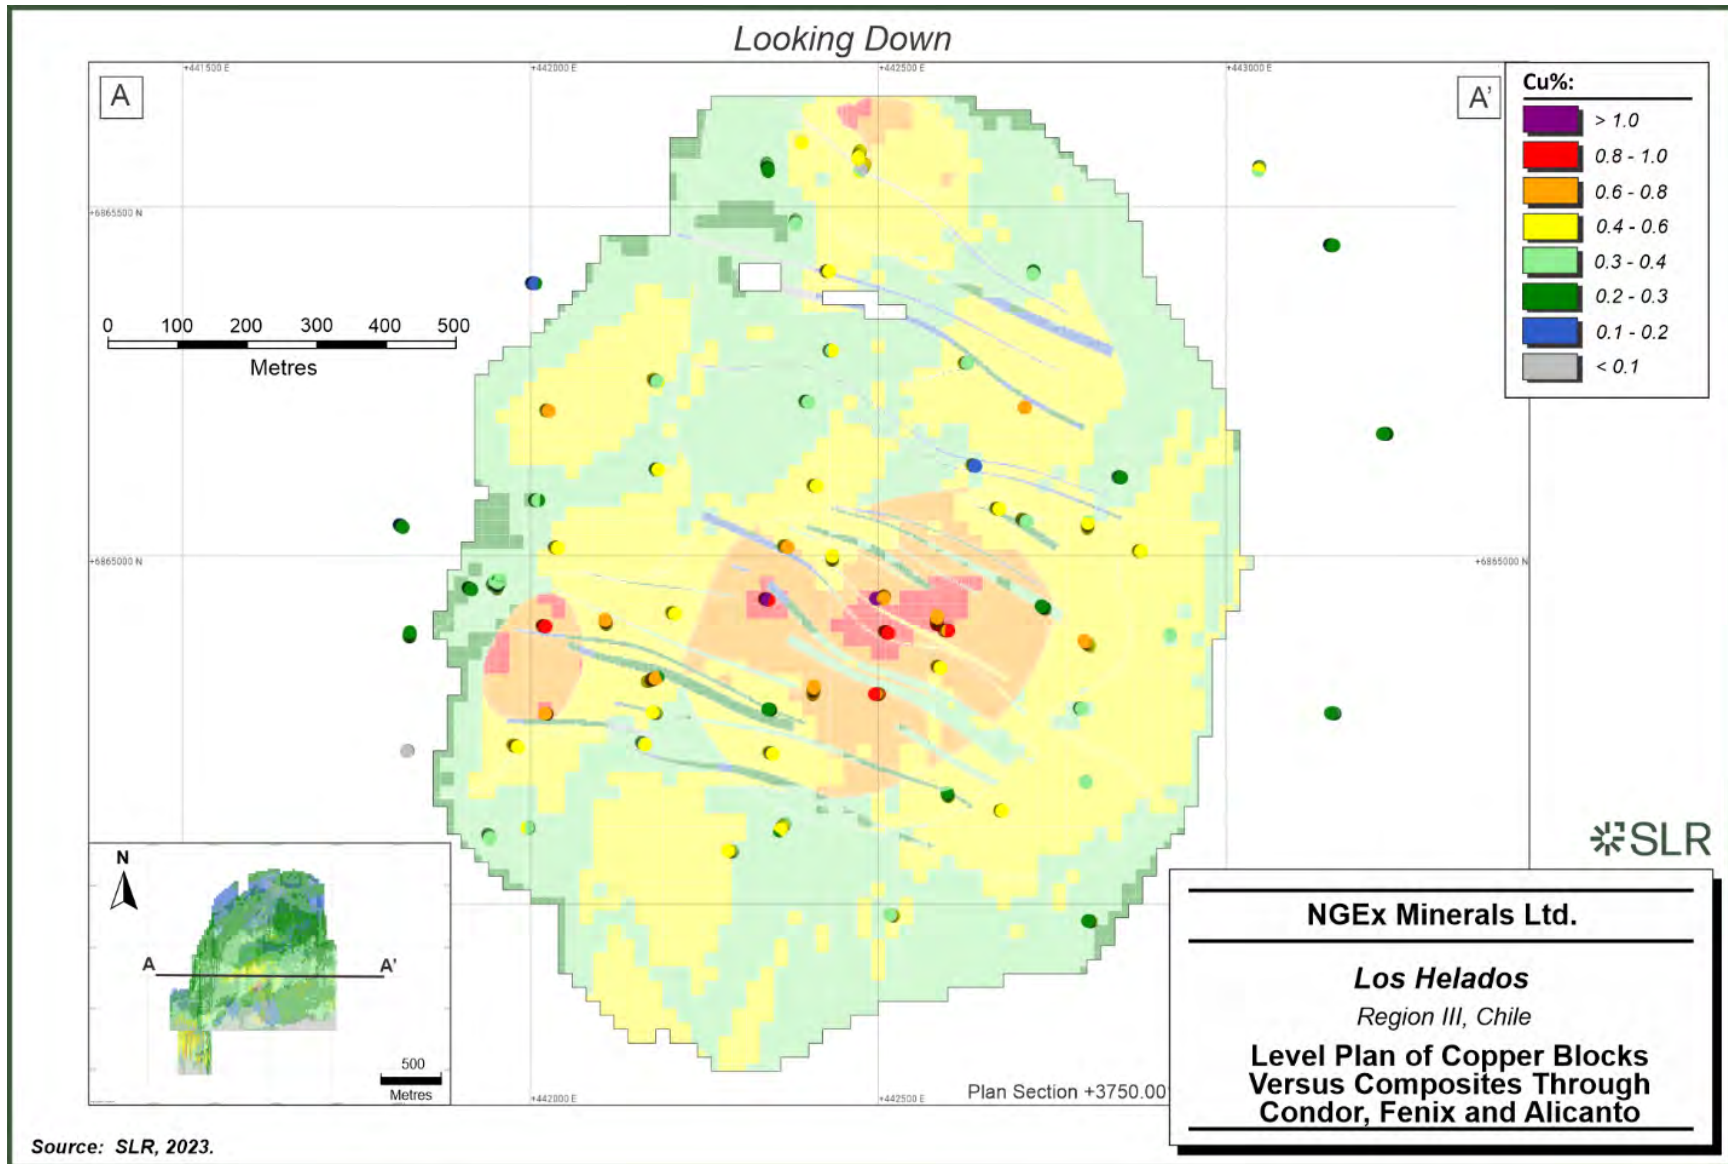 Looking Down
+441500 E
+442000 E
+442500 E
+443000 E
A
A'
Cu%:
> 1.0
0.8 - 1.0
0.6 - 0.8
0.4 - 0.6
0.3 - 0.4
0.2 - 0.3
0.1 - 0.2
< 0.1
+6865500 N
0 100 200 300 400 500
Metres
+6865000 N
+6865000 N
SLR
N
A
A'
500
Metres
+442000 E
+442500 E
Plan Section +3750.00
NGEx Minerals Ltd.
Los Helados
Region III, Chile
Level Plan of Copper Blocks
Versus Composites Through
Condor, Fenix and Alicanto
Source: SLR, 2023.